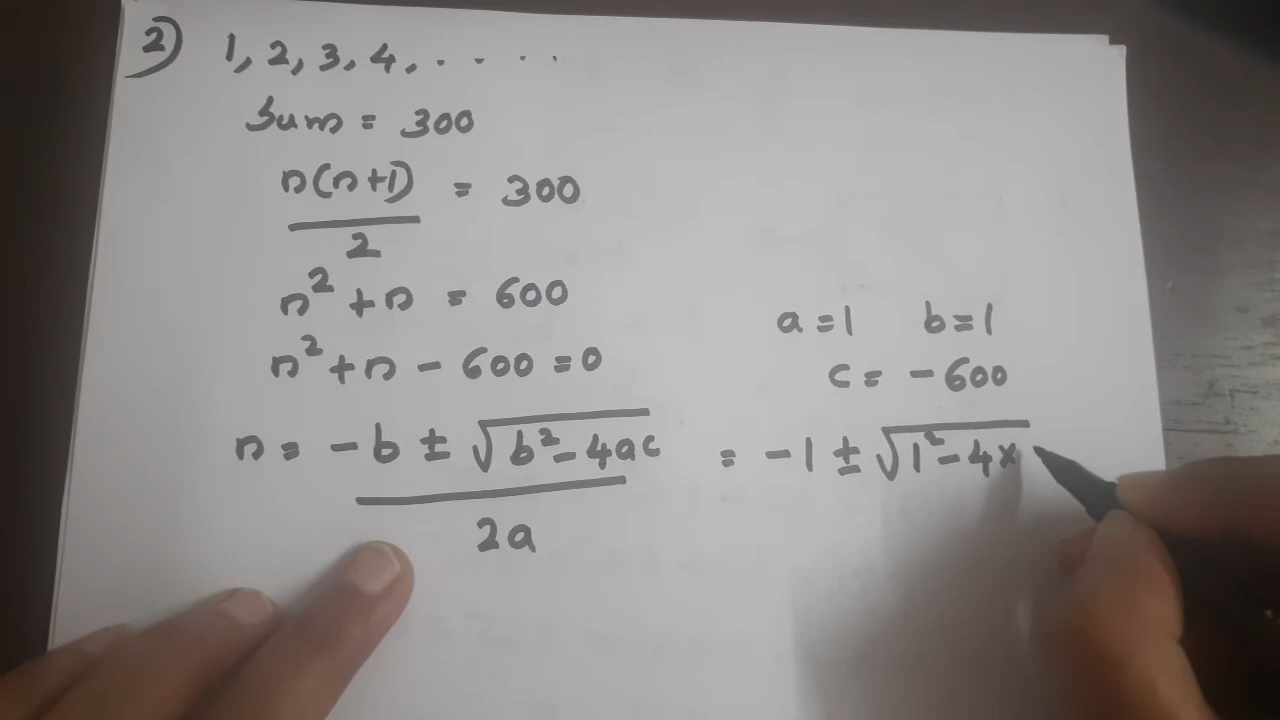 2) 1, 2, 3, 4, . . . .
Sum = 300
n(n+1)/2 = 300
n² + n = 600
n² + n - 600 = 0
a = 1 b = 1
c = - 600
n = -b ± √b² - 4ac / 2a = -1 ± √1² - 4x